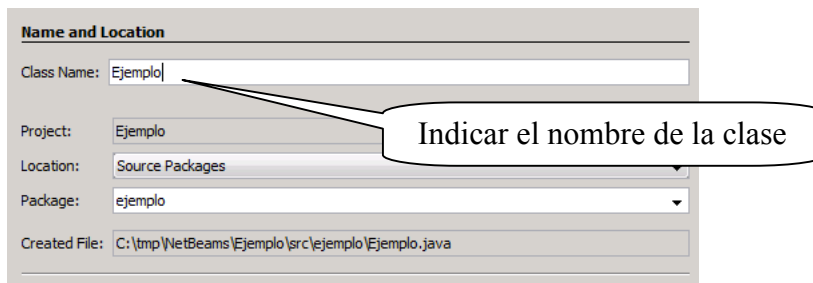 Name and Location
Class Name: Ejemplo
Project: Ejemplo
Indicar el nombre de la clase
Location: Source Packages
Package: ejemplo
Created File: C:\tmp\NetBeams\Ejemplo\src\ejemplo\Ejemplo.java